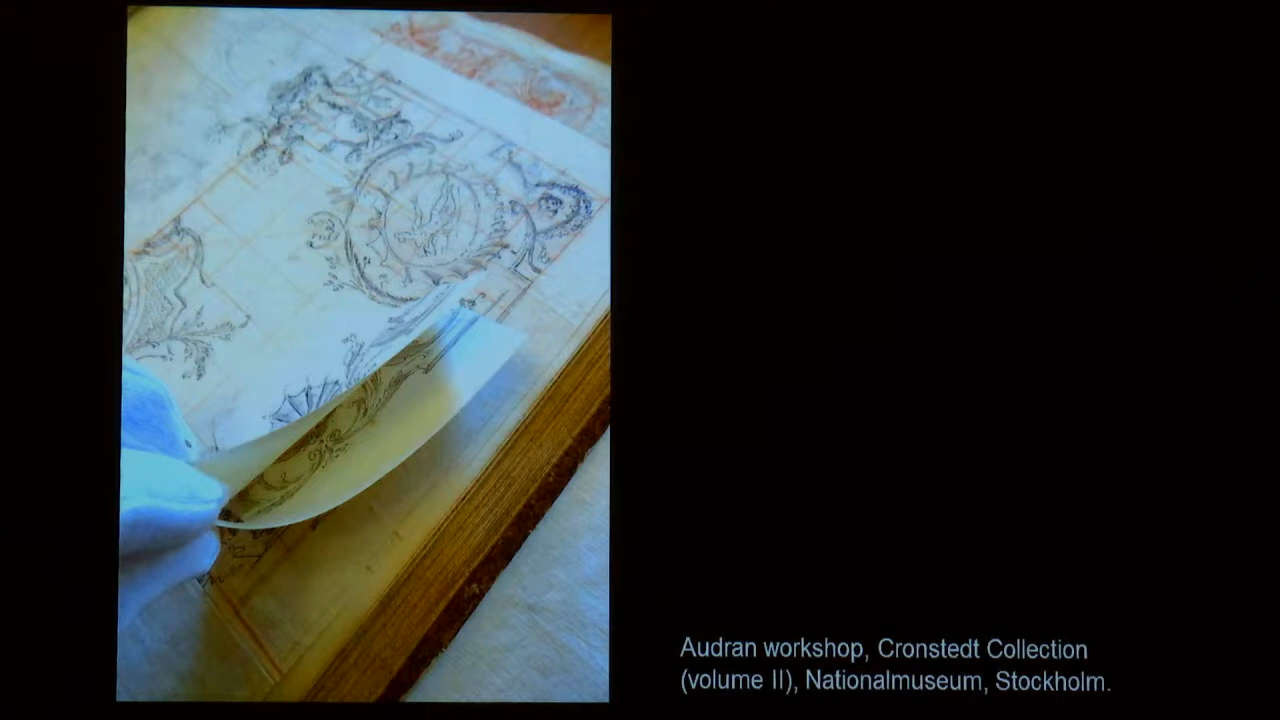 Audran workshop, Cronstedt Collection
(volume II), Nationalmuseum, Stockholm.